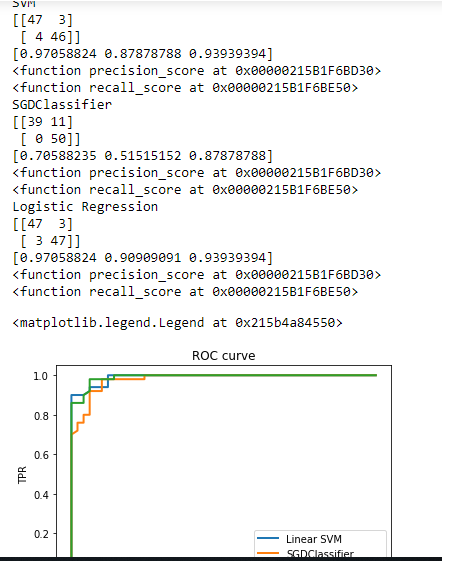 SVM
[[47  3]
 [ 4 46]]
[0.97058824 0.87878788 0.93939394]
<function precision_score at 0x00000215B1F6BD30>
<function recall_score at 0x00000215B1F6BE50>
SGDClassifier
[[39 11]
 [ 0 50]]
[0.70588235 0.51515152 0.87878788]
<function precision_score at 0x00000215B1F6BD30>
<function recall_score at 0x00000215B1F6BE50>
Logistic Regression
[[47  3]
 [ 3 47]]
[0.97058824 0.90909091 0.93939394]
<function precision_score at 0x00000215B1F6BD30>
<function recall_score at 0x00000215B1F6BE50>
<matplotlib.legend.Legend at 0x215b4a84550>
ROC curve
1.0
0.8
0.6
TPR
0.4
0.2
Linear SVM
SGDClassifier